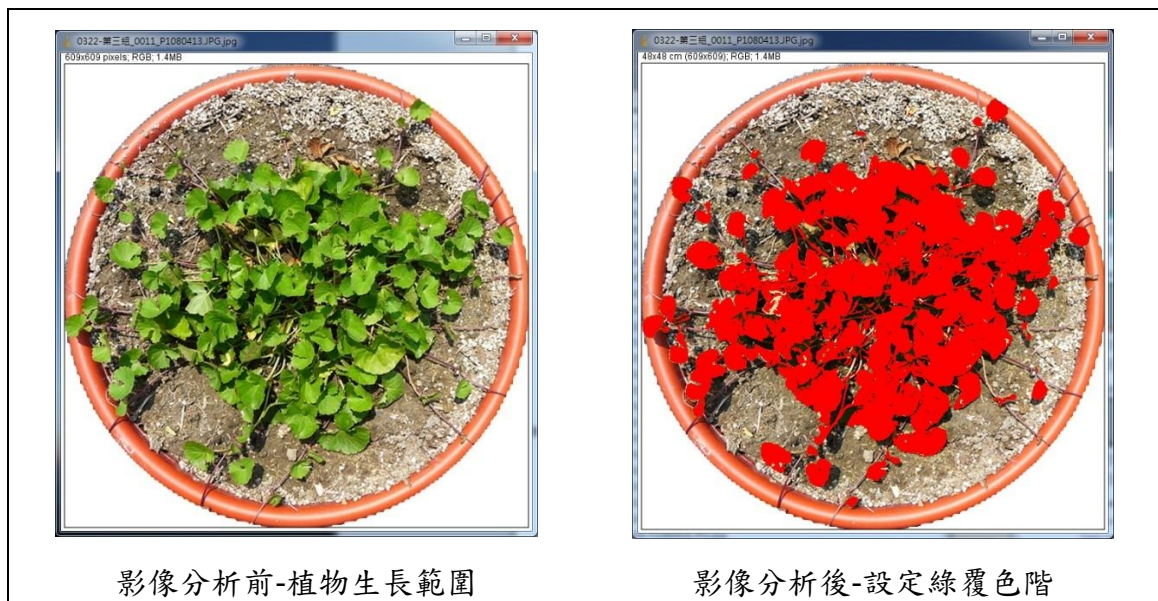 0322-第三組_0011_P1080413.JPG.jpg
609x609 pixels; RGB; 1.4MB
0322-第三組_0011_P1080413.JPG.jpg
48x48 cm (609x609); RGB; 1.4MB
影像分析前-植物生長範圍
影像分析後-設定綠覆色階